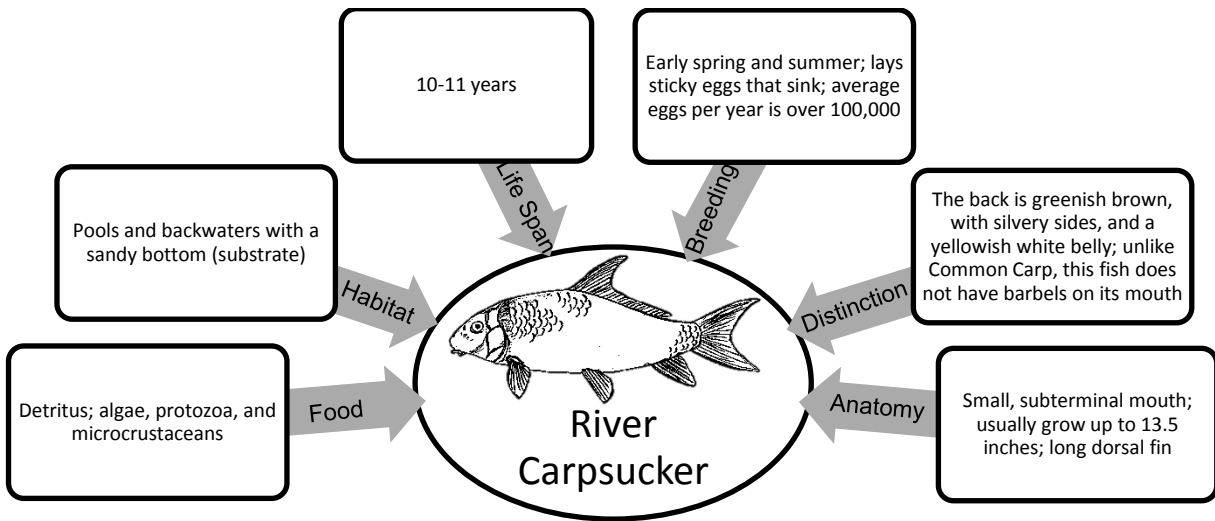 10-11 years
Life Span
Early spring and summer; lays
sticky eggs that sink; average
eggs per year is over 100,000
Breeding
Pools and backwaters with a
sandy bottom (substrate)
Habitat
The back is greenish brown,
with silvery sides, and a
yellowish white belly; unlike
Common Carp, this fish does
not have barbels on its mouth
Distinction
Detritus; algae, protozoa, and
microcrustaceans
Food
Small, subterminal mouth;
usually grow up to 13.5
inches; long dorsal fin
Anatomy
River
Carpsucker